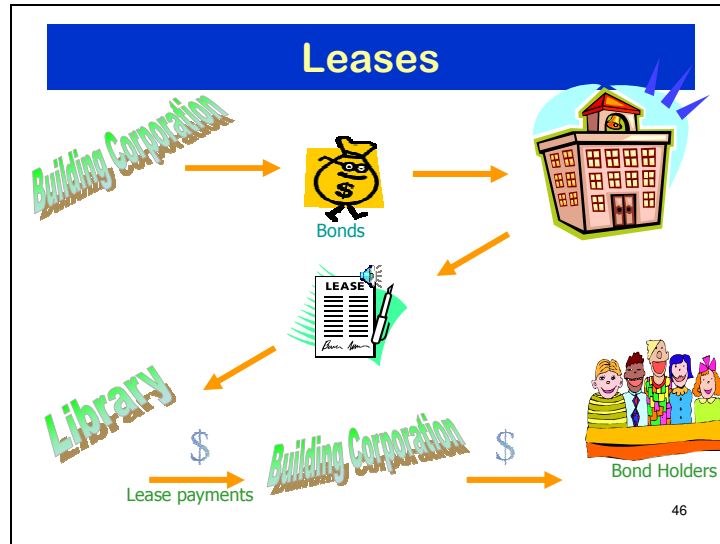 Leases
Building Corporation
$
Bonds
LEASE
Library
$
Lease payments
Building Corporation
$
Bond Holders
46